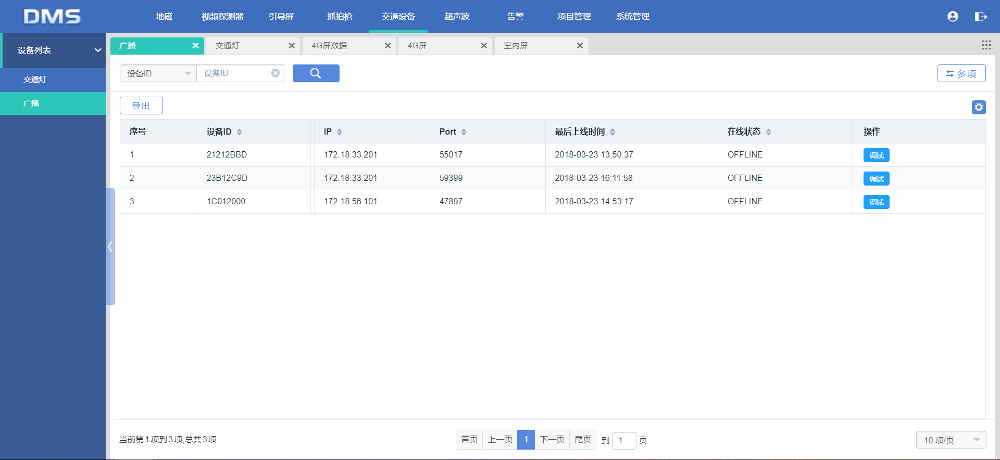 DMS 地磁 视频探测器 引导屏 抓拍枪 交通设备 超声波 告警 项目管理 系统管理
设备列表
交通灯
广播
广播 交通灯 4G屏数据 4G屏 室内屏
设备ID 设备ID 多项
导出
序号 设备ID IP Port 最后上线时间 在线状态 操作
1 21212BBD 172.18.33.201 55017 2018-03-23 13:50:37 OFFLINE 调试
2 23B12C9D 172.18.33.201 59399 2018-03-23 16:11:58 OFFLINE 调试
3 1C012000 172.18.56.101 47897 2018-03-23 14:53:17 OFFLINE 调试
当前第1项到3项,总共3项 首页 上一页 1 下一页 尾页 到 1 页 10 项/页